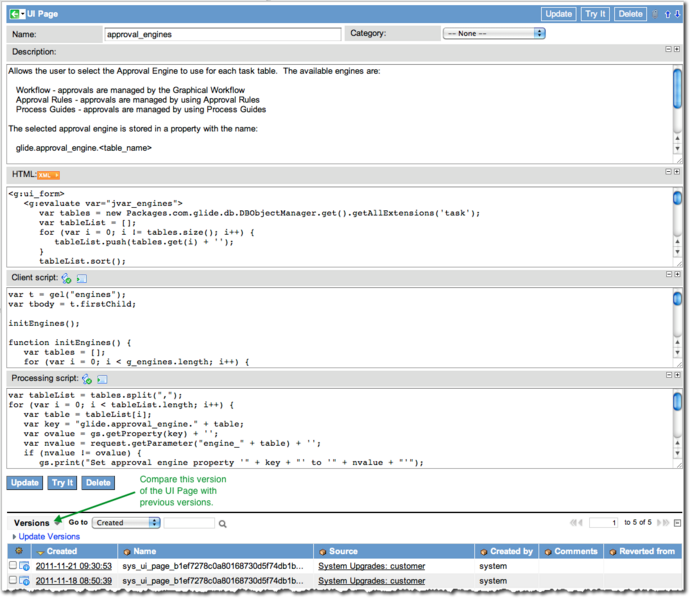 UI Page
Update Try It Delete
Name: approval_engines Category: -- None --
Description:
Allows the user to select the Approval Engine to use for each task table. The available engines are:
Workflow - approvals are managed by the Graphical Workflow
Approval Rules - approvals are managed by using Approval Rules
Process Guides - approvals are managed by using Process Guides
The selected approval engine is stored in a property with the name:
glide.approval_engine.<table_name>
HTML: XML
<g:ui_form>
<g:evaluate var="jvar_engines">
var tables = new Packages.com.glide.db.DBObjectManager.get().getAllExtensions('task');
var tableList = [];
for (var i = 0; i != tables.size(); i++) {
tableList.push(tables.get(i) + '');
}
tableList.sort();
Client script:
var t = gel("engines");
var tbody = t.firstChild;
initEngines();
function initEngines() {
var tables = [];
for (var i = 0; i < g_engines.length; i++) {
Processing script:
var tableList = tables.split(",");
for (var i = 0; i < tableList.length; i++) {
var table = tableList[i];
var key = "glide.approval_engine." + table;
var ovalue = gs.getProperty(key) + '';
var nvalue = request.getParameter("engine_" + table) + '';
if (nvalue != ovalue) {
gs.print("Set approval engine property '" + key + "' to '" + nvalue + "'");
Update Try It Delete
Compare this version
of the UI Page with
previous versions.
Versions Go to Created 1 to 5 of 5
Update Versions
Created Name Source Created by Comments Reverted from
2011-11-21 09:30:53 sys_ui_page_b1ef7278c0a80168730d5f74db1b... System Upgrades: customer system
2011-11-18 08:50:39 sys_ui_page_b1ef7278c0a80168730d5f74db1b... System Upgrades: customer system